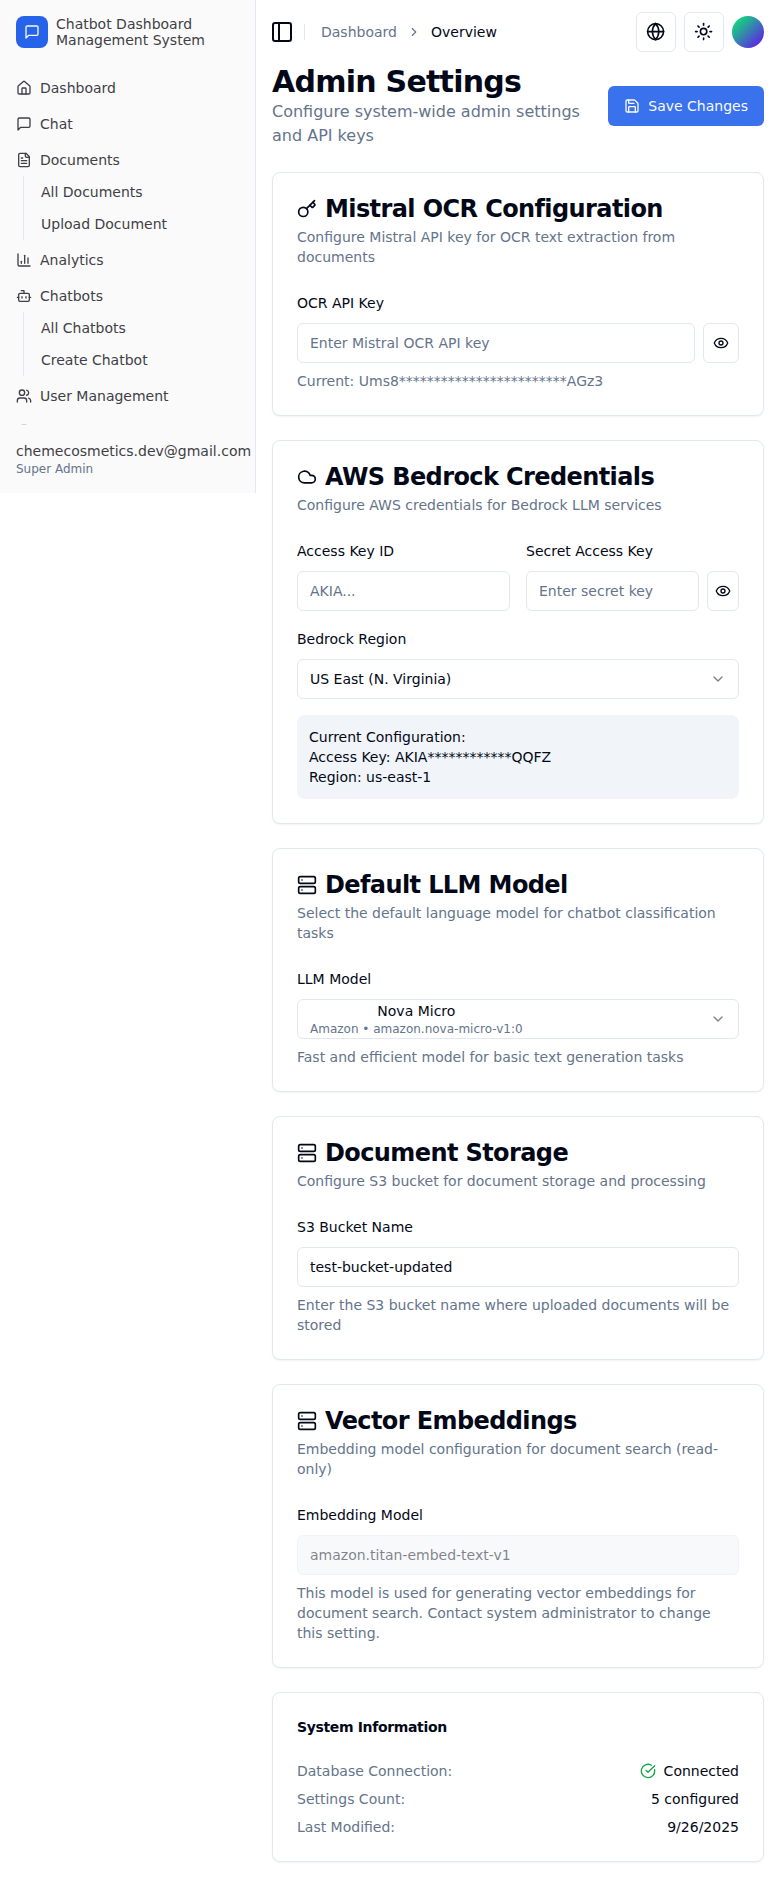 Chatbot Dashboard
Management System
Dashboard
Chat
Documents
All Documents
Upload Document
Analytics
Chatbots
All Chatbots
Create Chatbot
User Management
chemecosmetics.dev@gmail.com
Super Admin
Dashboard > Overview
Admin Settings
Configure system-wide admin settings
and API keys
Save Changes
Mistral OCR Configuration
Configure Mistral API key for OCR text extraction from
documents
OCR API Key
Enter Mistral OCR API key
Current: Ums8************************AGz3
AWS Bedrock Credentials
Configure AWS credentials for Bedrock LLM services
Access Key ID
Secret Access Key
AKIA...
Enter secret key
Bedrock Region
US East (N. Virginia)
Current Configuration:
Access Key: AKIA************QQFZ
Region: us-east-1
Default LLM Model
Select the default language model for chatbot classification
tasks
LLM Model
Nova Micro
Amazon • amazon.nova-micro-v1:0
Fast and efficient model for basic text generation tasks
Document Storage
Configure S3 bucket for document storage and processing
S3 Bucket Name
test-bucket-updated
Enter the S3 bucket name where uploaded documents will be
stored
Vector Embeddings
Embedding model configuration for document search (read-
only)
Embedding Model
amazon.titan-embed-text-v1
This model is used for generating vector embeddings for
document search. Contact system administrator to change
this setting.
System Information
Database Connection: Connected
Settings Count: 5 configured
Last Modified: 9/26/2025